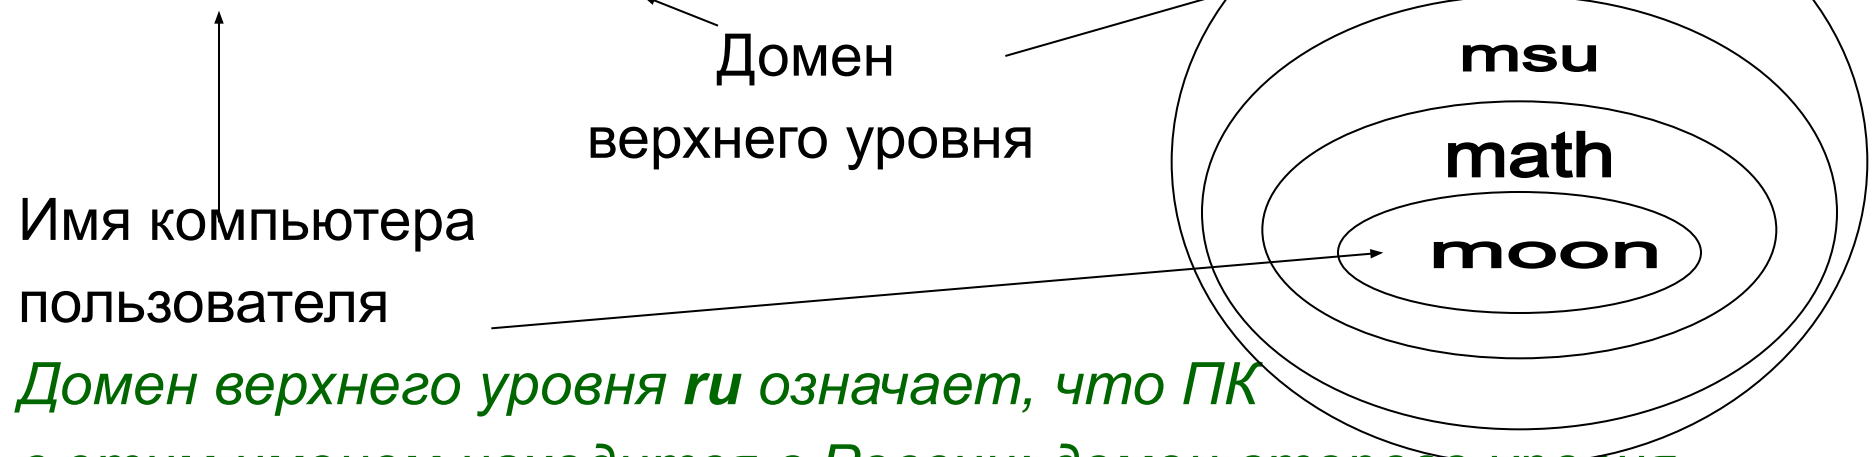 Домен
верхнего уровня
msu
math
moon
Имя компьютера
пользователя
Домен верхнего уровня ru означает, что ПК